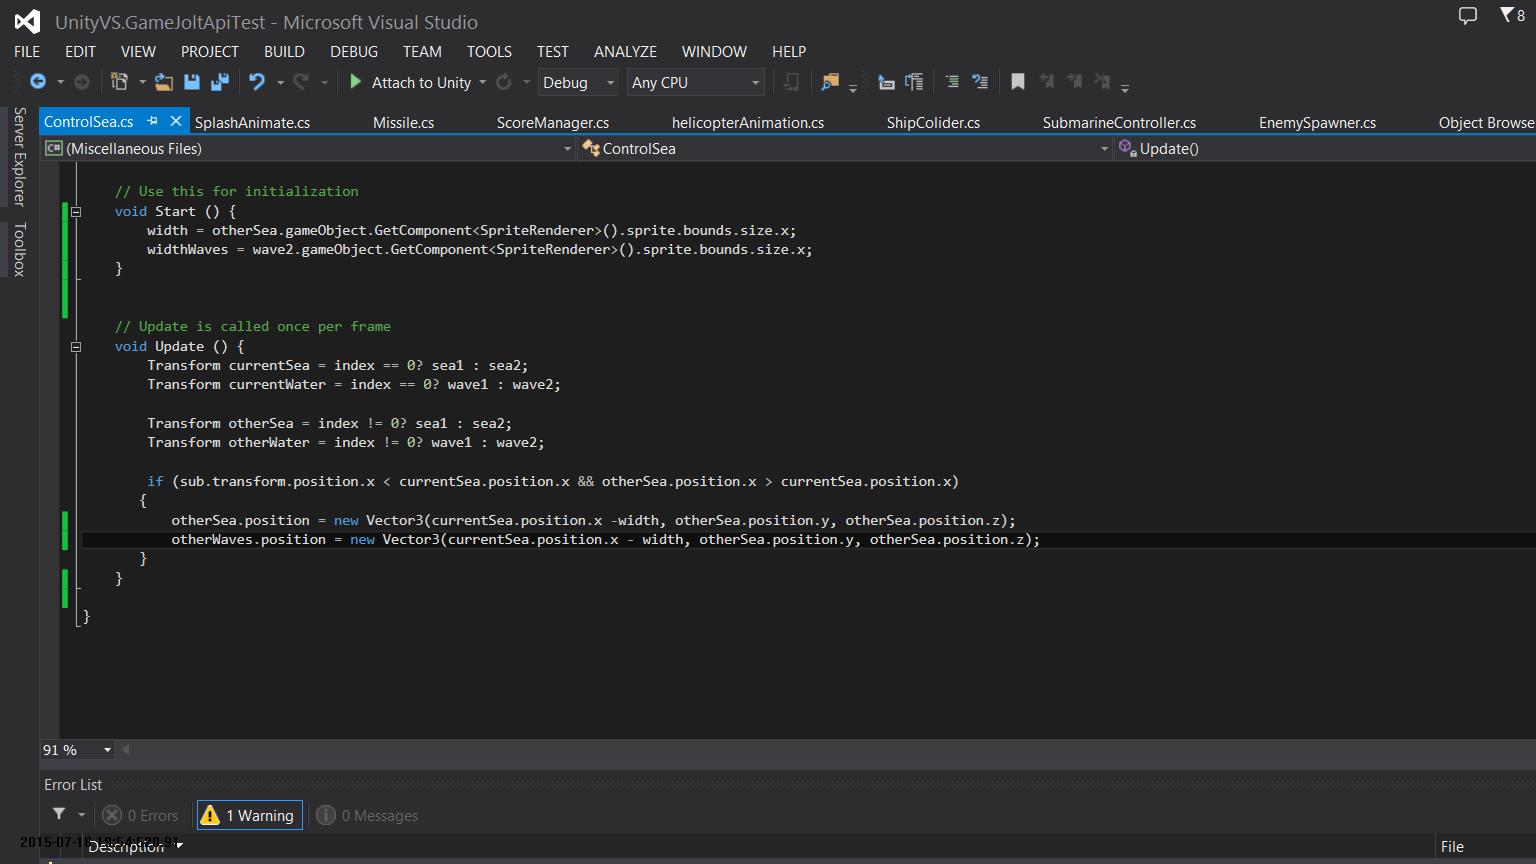 UnityVS.GameJoltApiTest - Microsoft Visual Studio
8
FILE EDIT VIEW PROJECT BUILD DEBUG TEAM TOOLS TEST ANALYZE WINDOW HELP
Attach to Unity Debug Any CPU
Server Explorer
Toolbox
ControlSea.cs SplashAnimate.cs Missile.cs ScoreManager.cs helicopterAnimation.cs ShipColider.cs SubmarineController.cs EnemySpawner.cs Object Browse
C# (Miscellaneous Files) ControlSea Update()
// Use this for initialization
void Start () {
width = otherSea.gameObject.GetComponent<SpriteRenderer>().sprite.bounds.size.x;
widthWaves = wave2.gameObject.GetComponent<SpriteRenderer>().sprite.bounds.size.x;
}
// Update is called once per frame
void Update () {
Transform currentSea = index == 0? sea1 : sea2;
Transform currentWater = index == 0? wave1 : wave2;
Transform otherSea = index != 0? sea1 : sea2;
Transform otherWater = index != 0? wave1 : wave2;
if (sub.transform.position.x < currentSea.position.x && otherSea.position.x > currentSea.position.x)
{
otherSea.position = new Vector3(currentSea.position.x -width, otherSea.position.y, otherSea.position.z);
otherWaves.position = new Vector3(currentSea.position.x - width, otherSea.position.y, otherSea.position.z);
}
}
}
91 %
Error List
0 Errors 1 Warning 0 Messages
Description File